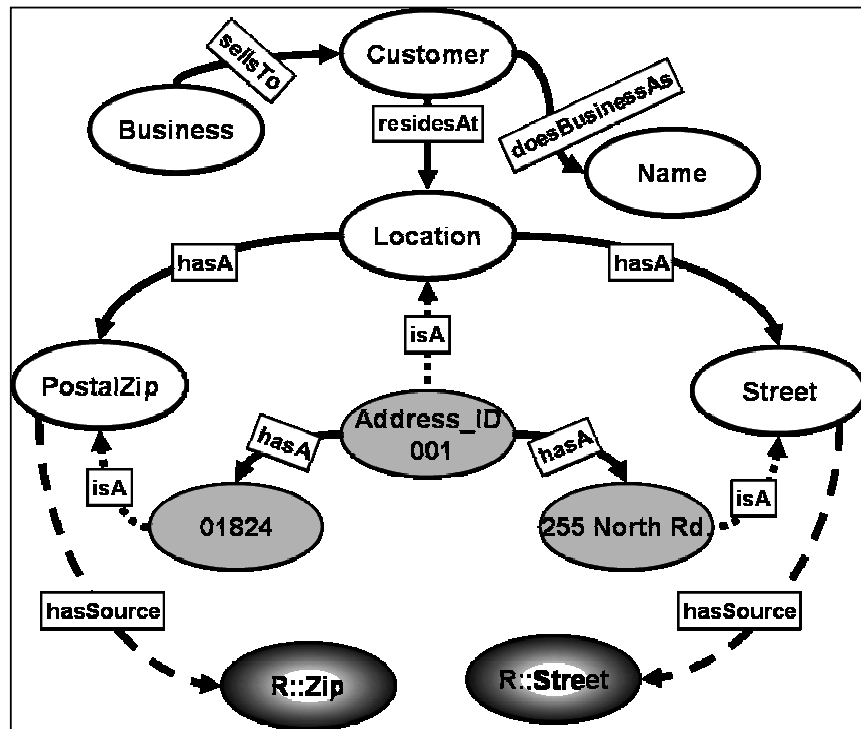 sellsTo
Customer
Business
residesAt
doesBusinessAs
Name
Location
hasA
hasA
isA
PostalZip
Street
Address_ID
001
hasA
hasA
isA
isA
01824
255 North Rd.
hasSource
hasSource
R::Zip
R::Street